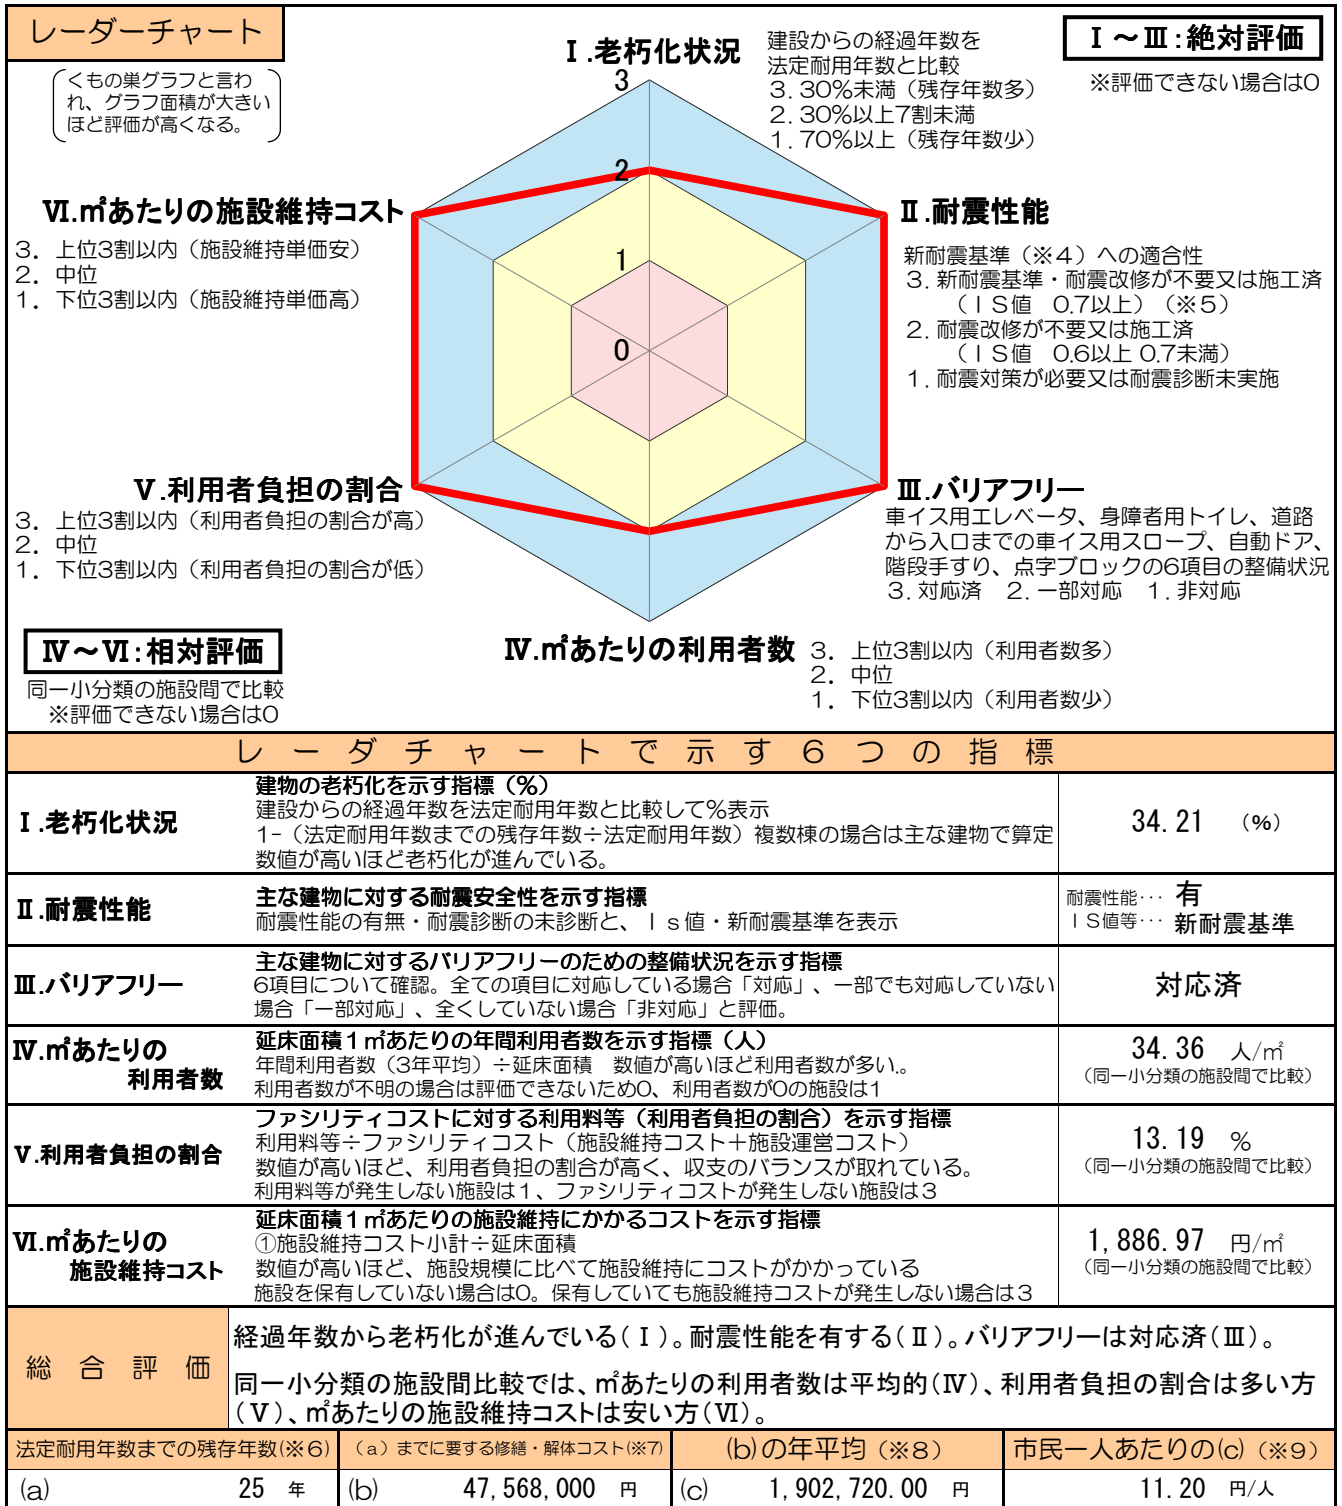 レーダーチャート
くもの巣グラフと言わ
れ、グラフ面積が大きい
ほど評価が高くなる。
Ⅰ.老朽化状況
建設からの経過年数を
法定耐用年数と比較
3.30%未満（残存年数多）
2.30%以上7割未満
1.70%以上（残存年数少）
Ⅰ～Ⅲ:絶対評価
※評価できない場合は0
3
2
1
0
Ⅵ.㎡あたりの施設維持コスト
3. 上位3割以内（施設維持単価安）
2. 中位
1. 下位3割以内（施設維持単価高）
Ⅱ.耐震性能
新耐震基準（※4）への適合性
3.新耐震基準・耐震改修が不要又は施工済
（ＩＳ値　0.7以上）（※5）
2.耐震改修が不要又は施工済
（ＩＳ値　0.6以上0.7未満）
1.耐震対策が必要又は耐震診断未実施
Ⅴ.利用者負担の割合
3. 上位3割以内（利用者負担の割合が高）
2. 中位
1. 下位3割以内（利用者負担の割合が低）
Ⅲ.バリアフリー
車イス用エレベータ、身障者用トイレ、道路
から入口までの車イス用スロープ、自動ドア、
階段手すり、点字ブロックの6項目の整備状況
3.対応済　2.一部対応　1.非対応
Ⅳ～Ⅵ:相対評価
同一小分類の施設間で比較
※評価できない場合は0
Ⅳ.㎡あたりの利用者数
3. 上位3割以内（利用者数多）
2. 中位
1. 下位3割以内（利用者数少）
レーダチャートで示す6つの指標
Ⅰ.老朽化状況
建物の老朽化を示す指標（%）
建設からの経過年数を法定耐用年数と比較して%表示
1-（法定耐用年数までの残存年数÷法定耐用年数）複数棟の場合は主な建物で算定
数値が高いほど老朽化が進んでいる。
34.21　（%）
Ⅱ.耐震性能
主な建物に対する耐震安全性を示す指標
耐震性能の有無・耐震診断の未診断と、Ｉｓ値・新耐震基準を表示
耐震性能… 有
ＩＳ値等… 新耐震基準
Ⅲ.バリアフリー
主な建物に対するバリアフリーのための整備状況を示す指標
6項目について確認。全ての項目に対応している場合「対応」、一部でも対応していない
場合「一部対応」、全くしていない場合「非対応」と評価。
対応済
Ⅳ.㎡あたりの
利用者数
延床面積１㎡あたりの年間利用者数を示す指標（人）
年間利用者数（3年平均）÷延床面積　数値が高いほど利用者数が多い。
利用者数が不明の場合は評価できないため0、利用者数が0の施設は1
34.36　人/㎡
（同一小分類の施設間で比較）
Ⅴ.利用者負担の割合
ファシリティコストに対する利用料等（利用者負担の割合）を示す指標
利用料等÷ファシリティコスト（施設維持コスト＋施設運営コスト）
数値が高いほど、利用者負担の割合が高く、収支のバランスが取れている。
利用料等が発生しない施設は1、ファシリティコストが発生しない施設は3
13.19　%
（同一小分類の施設間で比較）
Ⅵ.㎡あたりの
施設維持コスト
延床面積１㎡あたりの施設維持にかかるコストを示す指標
①施設維持コスト小計÷延床面積
数値が高いほど、施設規模に比べて施設維持にコストがかかっている
施設を保有していない場合は0。保有していても施設維持コストが発生しない場合は3
1,886.97　円/㎡
（同一小分類の施設間で比較）
総合評価
経過年数から老朽化が進んでいる(Ⅰ)。耐震性能を有する(Ⅱ)。バリアフリーは対応済(Ⅲ)。
同一小分類の施設間比較では、㎡あたりの利用者数は平均的(Ⅳ)、利用者負担の割合は多い方
(Ⅴ)、㎡あたりの施設維持コストは安い方(Ⅵ)。
法定耐用年数までの残存年数(※6)
（a）までに要する修繕・解体コスト(※7)
(b)の年平均（※8）
市民一人あたりの(c)（※9）
(a)　25　年
(b)　47,568,000　円
(c)　1,902,720.00　円
11.20　円/人